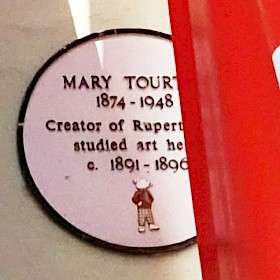 MARY TOURT
1874 - 1948
Creator of Rupert
studied art he
c. 1891 - 1896